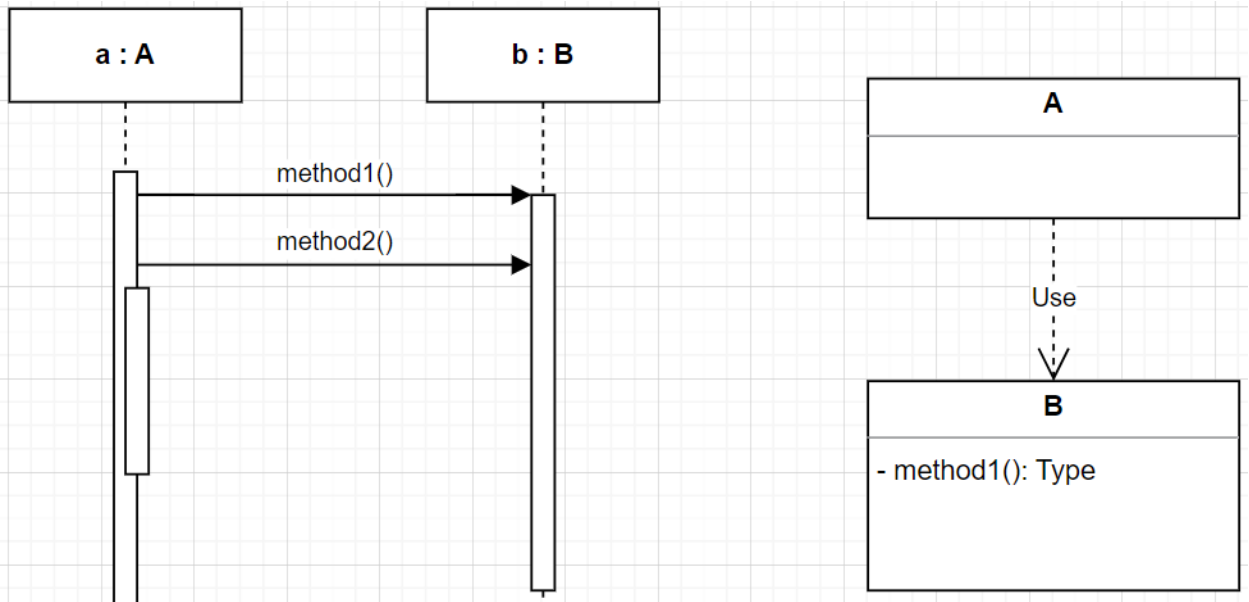 a : A
b : B
method1()
method2()
A
Use
B
- method1(): Type